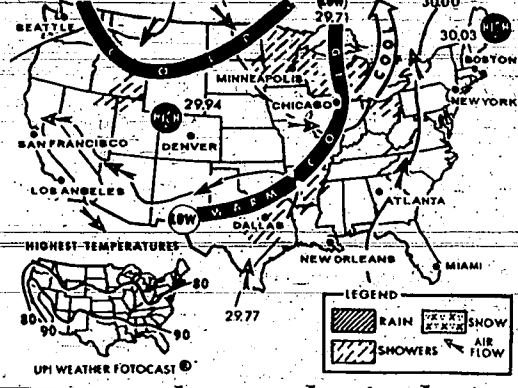 (LOW)
29.71
30.00
SEATTLE
COLD
30.03
HIGH
BOSTON
COOL
MINNEAPOLIS
29.94
CHICAGO
NEW YORK
HIGH
SAN FRANCISCO
DENVER
LOS ANGELES
WARM
LOW
DALLAS
ATLANTA
HIGHEST TEMPERATURES
NEW ORLEANS
MIAMI
80
80
90
90
29.77
LEGEND
RAIN
SNOW
SHOWERS
AIR
FLOW
UPI WEATHER FOTOCAST ®